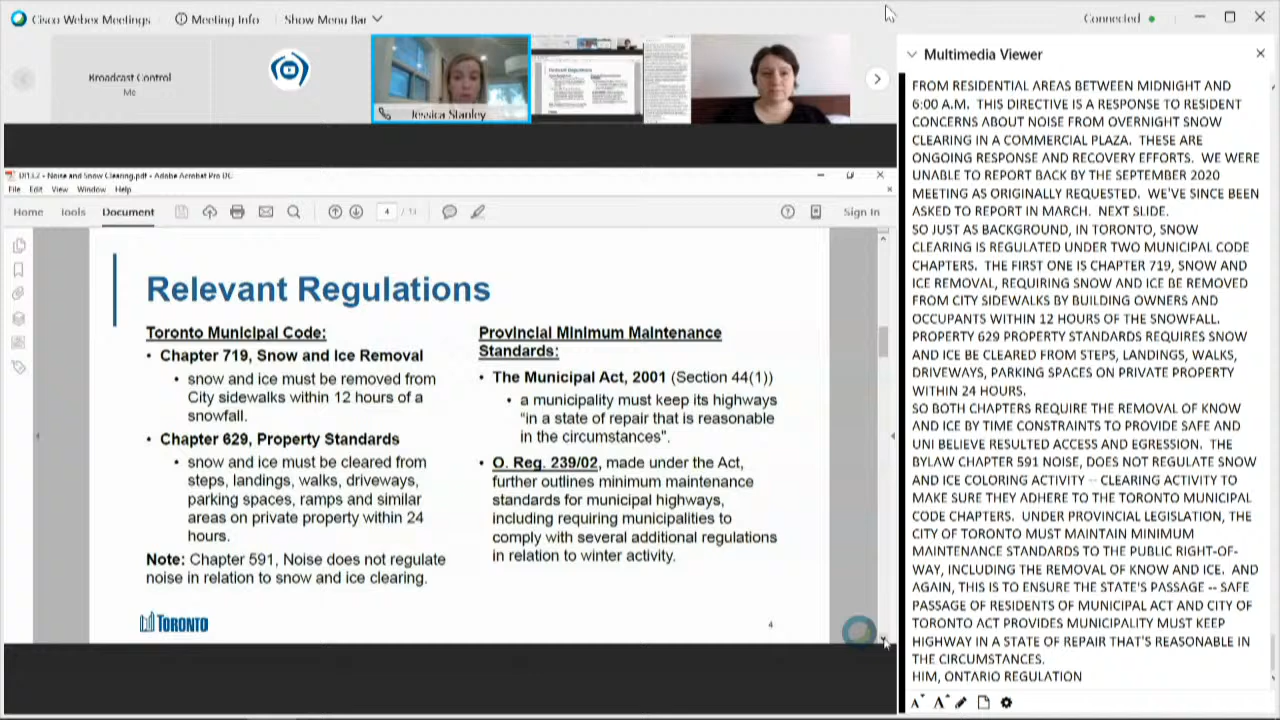 Cisco Webex Meetings
Meeting Info
Show Menu Bar
Connected
Broadcast Control
Me
Jessica Stanley
Relevant Regulations
Multimedia Viewer
DI13.2 - Noise and Snow Clearing.pdf - Adobe Acrobat Pro DC
File Edit View Window Help
Home Tools Document
4 / 13
Sign In
Relevant Regulations
Toronto Municipal Code:
• Chapter 719, Snow and Ice Removal
• snow and ice must be removed from
City sidewalks within 12 hours of a
snowfall.
• Chapter 629, Property Standards
• snow and ice must be cleared from
steps, landings, walks, driveways,
parking spaces, ramps and similar
areas on private property within 24
hours.
Note: Chapter 591, Noise does not regulate
noise in relation to snow and ice clearing.
Provincial Minimum Maintenance
Standards:
• The Municipal Act, 2001 (Section 44(1))
• a municipality must keep its highways
"in a state of repair that is reasonable
in the circumstances".
• O. Reg. 239/02, made under the Act,
further outlines minimum maintenance
standards for municipal highways,
including requiring municipalities to
comply with several additional regulations
in relation to winter activity.
TORONTO
4
FROM RESIDENTIAL AREAS BETWEEN MIDNIGHT AND
6:00 A.M. THIS DIRECTIVE IS A RESPONSE TO RESIDENT
CONCERNS ABOUT NOISE FROM OVERNIGHT SNOW
CLEARING IN A COMMERCIAL PLAZA. THESE ARE
ONGOING RESPONSE AND RECOVERY EFFORTS. WE WERE
UNABLE TO REPORT BACK BY THE SEPTEMBER 2020
MEETING AS ORIGINALLY REQUESTED. WE'VE SINCE BEEN
ASKED TO REPORT IN MARCH. NEXT SLIDE.
SO JUST AS BACKGROUND, IN TORONTO, SNOW
CLEARING IS REGULATED UNDER TWO MUNICIPAL CODE
CHAPTERS. THE FIRST ONE IS CHAPTER 719, SNOW AND
ICE REMOVAL, REQUIRING SNOW AND ICE BE REMOVED
FROM CITY SIDEWALKS BY BUILDING OWNERS AND
OCCUPANTS WITHIN 12 HOURS OF THE SNOWFALL.
PROPERTY 629 PROPERTY STANDARDS REQUIRES SNOW
AND ICE BE CLEARED FROM STEPS, LANDINGS, WALKS,
DRIVEWAYS, PARKING SPACES ON PRIVATE PROPERTY
WITHIN 24 HOURS.
SO BOTH CHAPTERS REQUIRE THE REMOVAL OF KNOW
AND ICE BY TIME CONSTRAINTS TO PROVIDE SAFE AND
UNI BELIEVE RESULTED ACCESS AND EGRESSION. THE
BYLAW CHAPTER 591 NOISE, DOES NOT REGULATE SNOW
AND ICE COLORING ACTIVITY -- CLEARING ACTIVITY TO
MAKE SURE THEY ADHERE TO THE TORONTO MUNICIPAL
CODE CHAPTERS. UNDER PROVINCIAL LEGISLATION, THE
CITY OF TORONTO MUST MAINTAIN MINIMUM
MAINTENANCE STANDARDS TO THE PUBLIC RIGHT-OF-
WAY, INCLUDING THE REMOVAL OF KNOW AND ICE. AND
AGAIN, THIS IS TO ENSURE THE STATE'S PASSAGE -- SAFE
PASSAGE OF RESIDENTS OF MUNICIPAL ACT AND CITY OF
TORONTO ACT PROVIDES MUNICIPALITY MUST KEEP
HIGHWAY IN A STATE OF REPAIR THAT'S REASONABLE IN
THE CIRCUMSTANCES.
HIM, ONTARIO REGULATION